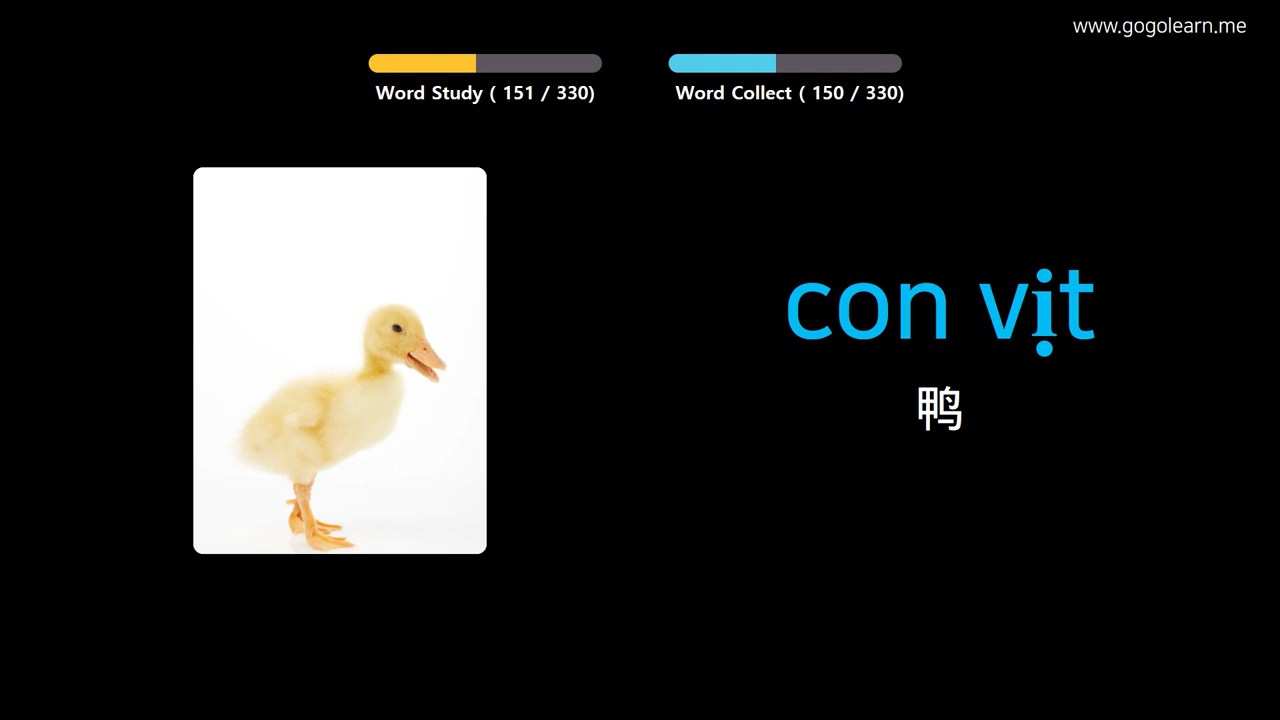 www.gogolearn.me
Word Study ( 151 / 330)
Word Collect ( 150 / 330)
con vịt
鸭